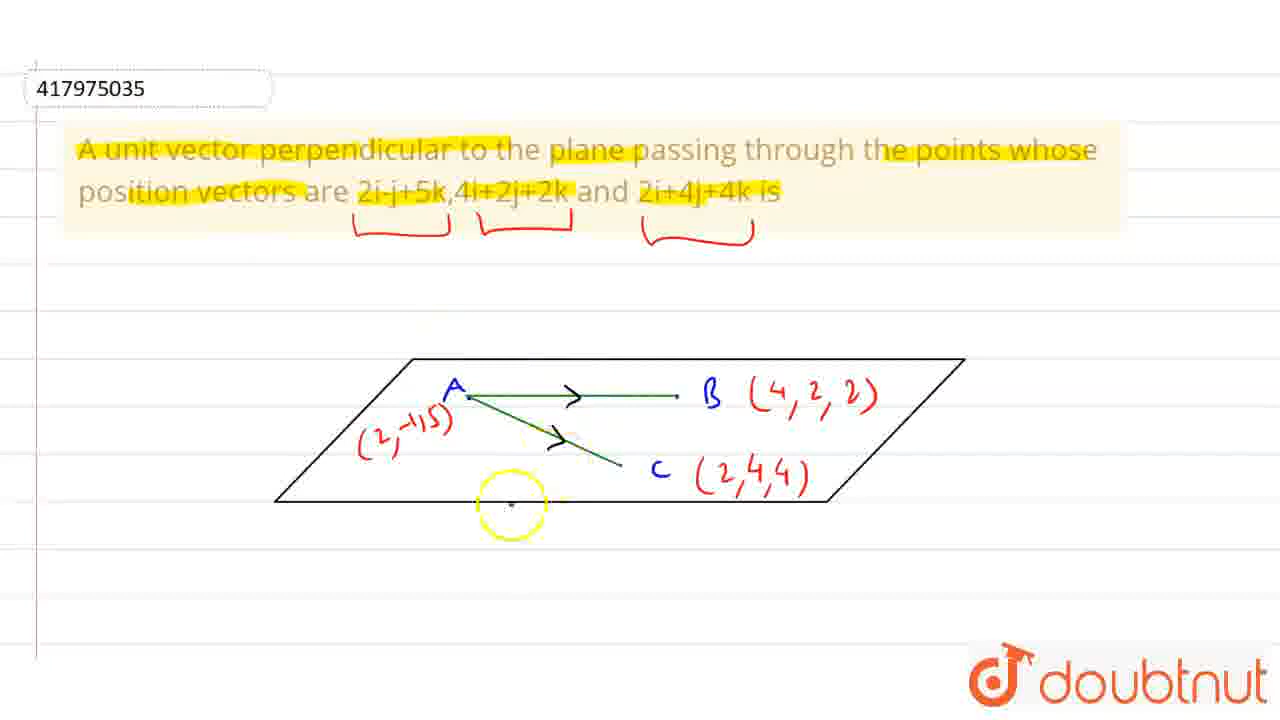 417975035
A unit vector perpendicular to the plane passing through the points whose
position vectors are 2i-j+5k,4i+2j+2k and 2i+4j+4k is
A B (4, 2, 2)
(2,-1,5)
C (2,4,4)
doubtnut